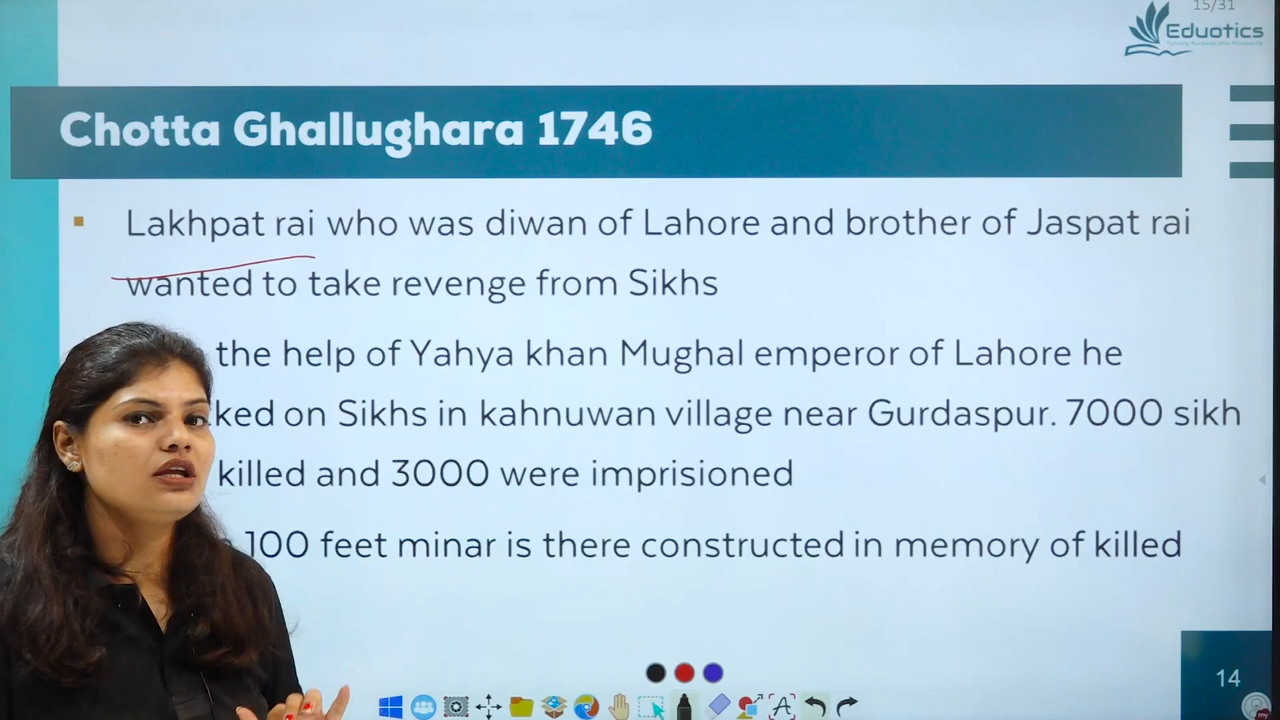 15/31
Eduotics
Chotta Ghallughara 1746
Lakhpat rai who was diwan of Lahore and brother of Jaspat rai
wanted to take revenge from Sikhs
the help of Yahya khan Mughal emperor of Lahore he
ked on Sikhs in kahnuwan village near Gurdaspur. 7000 sikh
killed and 3000 were imprisioned
100 feet minar is there constructed in memory of killed
14